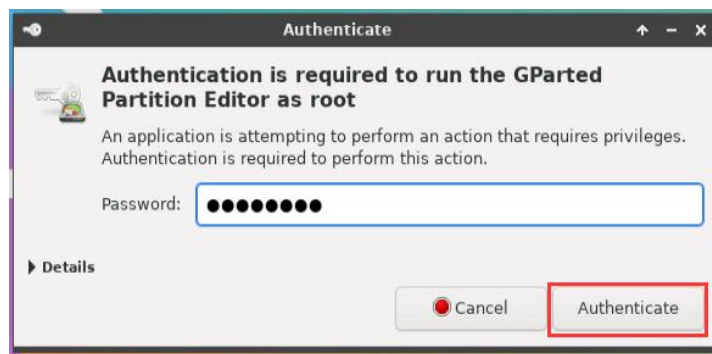 Authenticate
Authentication is required to run the GParted
Partition Editor as root
An application is attempting to perform an action that requires privileges.
Authentication is required to perform this action.
Password: ●●●●●●●●
Details
Cancel Authenticate